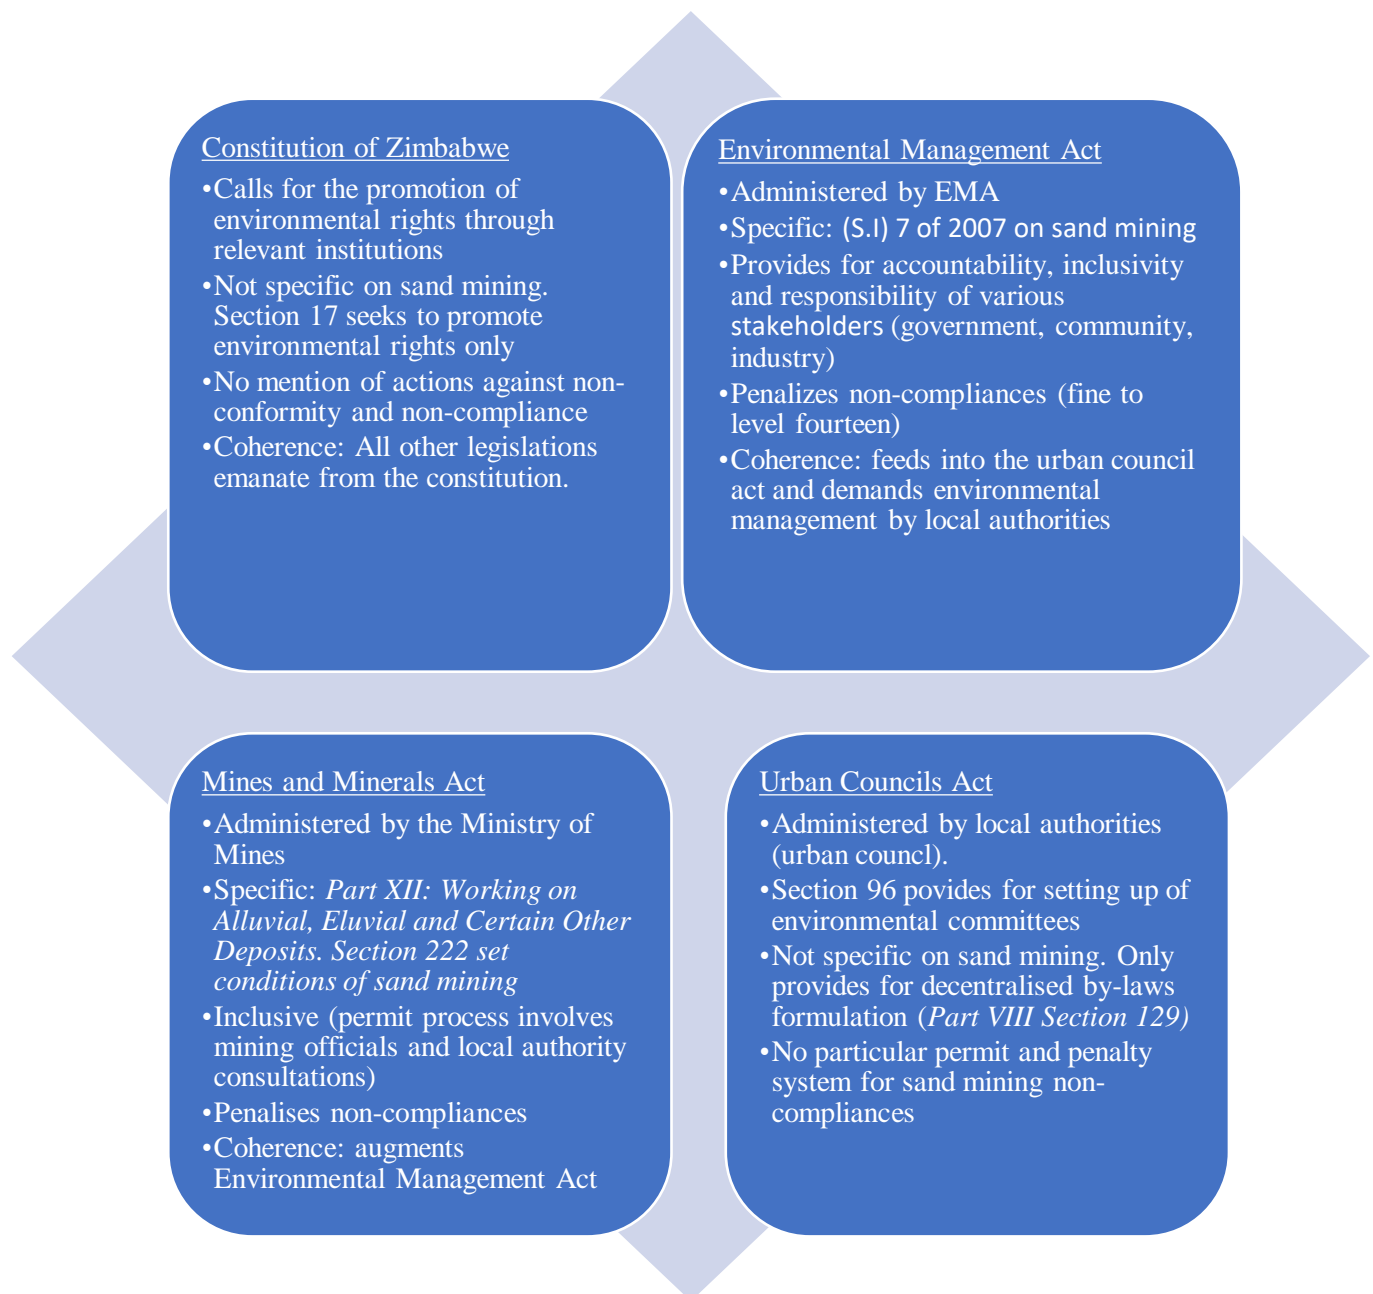 Constitution of Zimbabwe
•Calls for the promotion of
environmental rights through
relevant institutions
•Not specific on sand mining.
Section 17 seeks to promote
environmental rights only
•No mention of actions against non-
conformity and non-compliance
•Coherence: All other legislations
emanate from the constitution.
Environmental Management Act
•Administered by EMA
•Specific: (S.I) 7 of 2007 on sand mining
•Provides for accountability, inclusivity
and responsibility of various
stakeholders (government, community,
industry)
•Penalizes non-compliances (fine to
level fourteen)
•Coherence: feeds into the urban council
act and demands environmental
management by local authorities
Mines and Minerals Act
•Administered by the Ministry of
Mines
•Specific: Part XII: Working on
Alluvial, Eluvial and Certain Other
Deposits. Section 222 set
conditions of sand mining
•Inclusive (permit process involves
mining officials and local authority
consultations)
•Penalises non-compliances
•Coherence: augments
Environmental Management Act
Urban Councils Act
•Administered by local authorities
(urban councl).
•Section 96 povides for setting up of
environmental committees
•Not specific on sand mining. Only
provides for decentralised by-laws
formulation (Part VIII Section 129)
•No particular permit and penalty
system for sand mining non-
compliances